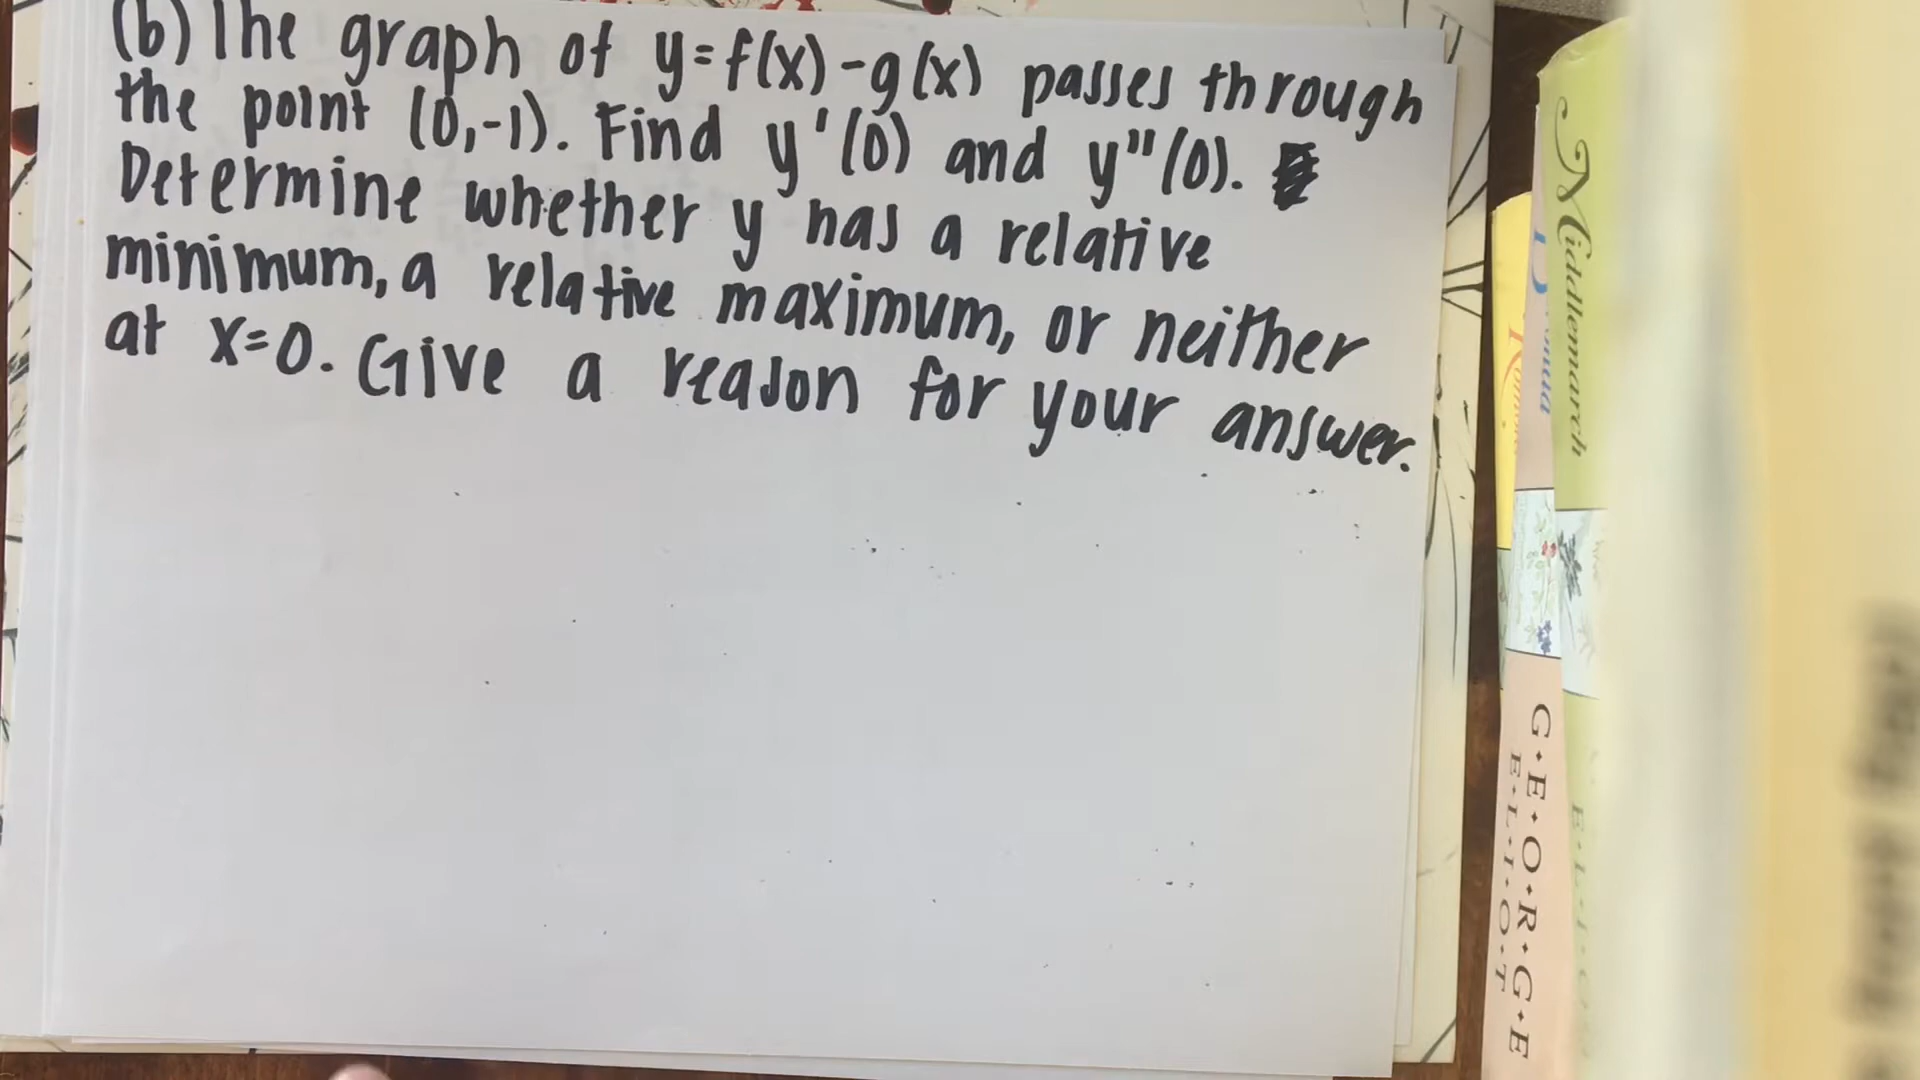 (b) The graph of y=f(x)-g(x) passes through
the point (0,-1). Find y'(0) and y"(0).
Determine whether y has a relative
minimum, a relative maximum, or neither
at x=0. Give a reason for your answer.
Middlemarch
G·E·O·R·G·E
E·L·I·O·T